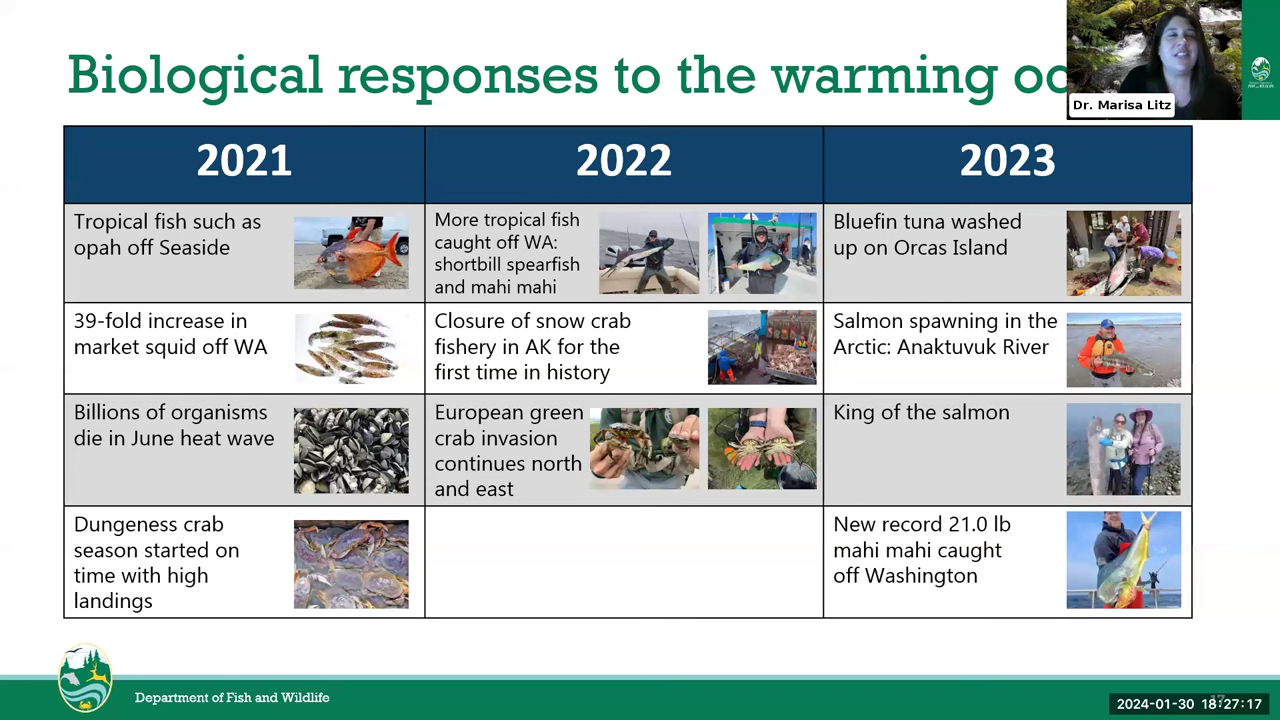 Biological responses to the warming oc
Dr. Marisa Litz
2021
2022
2023
Tropical fish such as
opah off Seaside
More tropical fish
caught off WA:
shortbill spearfish
and mahi mahi
Bluefin tuna washed
up on Orcas Island
39-fold increase in
market squid off WA
Closure of snow crab
fishery in AK for the
first time in history
Salmon spawning in the
Arctic: Anaktuvuk River
Billions of organisms
die in June heat wave
European green
crab invasion
continues north
and east
King of the salmon
Dungeness crab
season started on
time with high
landings
New record 21.0 lb
mahi mahi caught
off Washington
Department of Fish and Wildlife
17
2024-01-30 18:27:17